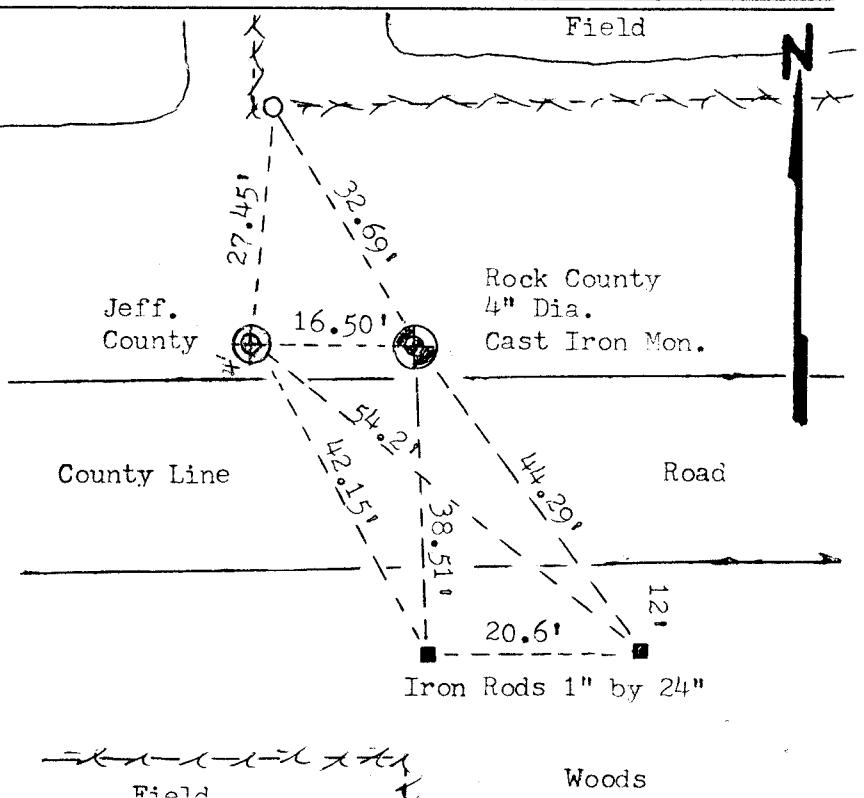 Field
N
27.45'
32.69'
Rock County
4" Dia.
Cast Iron Mon.
Jeff.
County
16.50'
4'
54.2'
42.15'
44.29'
County Line
Road
38.51'
12'
20.6'
Iron Rods 1" by 24"
Woods
Field